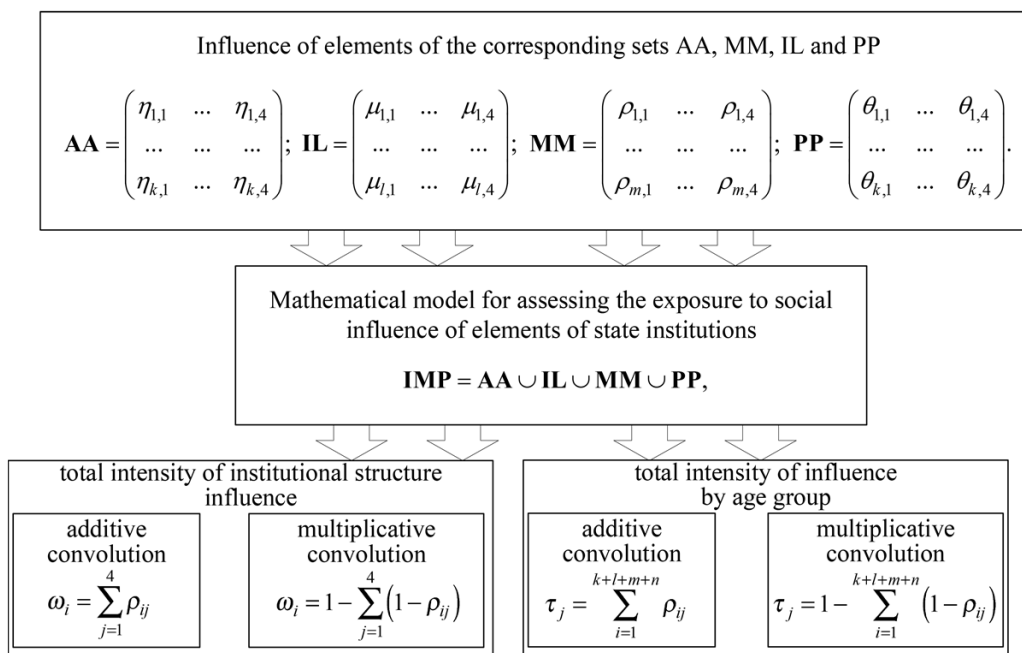 Influence of elements of the corresponding sets AA, MM, IL and PP
AA = ( η1,1 ... η1,4 ; ... ... ... ; ηk,1 ... ηk,4 ); IL = ( μ1,1 ... μ1,4 ; ... ... ... ; μl,1 ... μl,4 ); MM = ( ρ1,1 ... ρ1,4 ; ... ... ... ; ρm,1 ... ρm,4 ); PP = ( θ1,1 ... θ1,4 ; ... ... ... ; θk,1 ... θk,4 ).
Mathematical model for assessing the exposure to social
influence of elements of state institutions
IMP = AA ∪ IL ∪ MM ∪ PP,
total intensity of institutional structure
influence
additive
convolution
ωi = ∑_{j=1}^{4} ρij
multiplicative
convolution
ωi = 1 − ∑_{j=1}^{4} (1 − ρij)
total intensity of influence
by age group
additive
convolution
τj = ∑_{i=1}^{k+l+m+n} ρij
multiplicative
convolution
τj = 1 − ∑_{i=1}^{k+l+m+n} (1 − ρij)